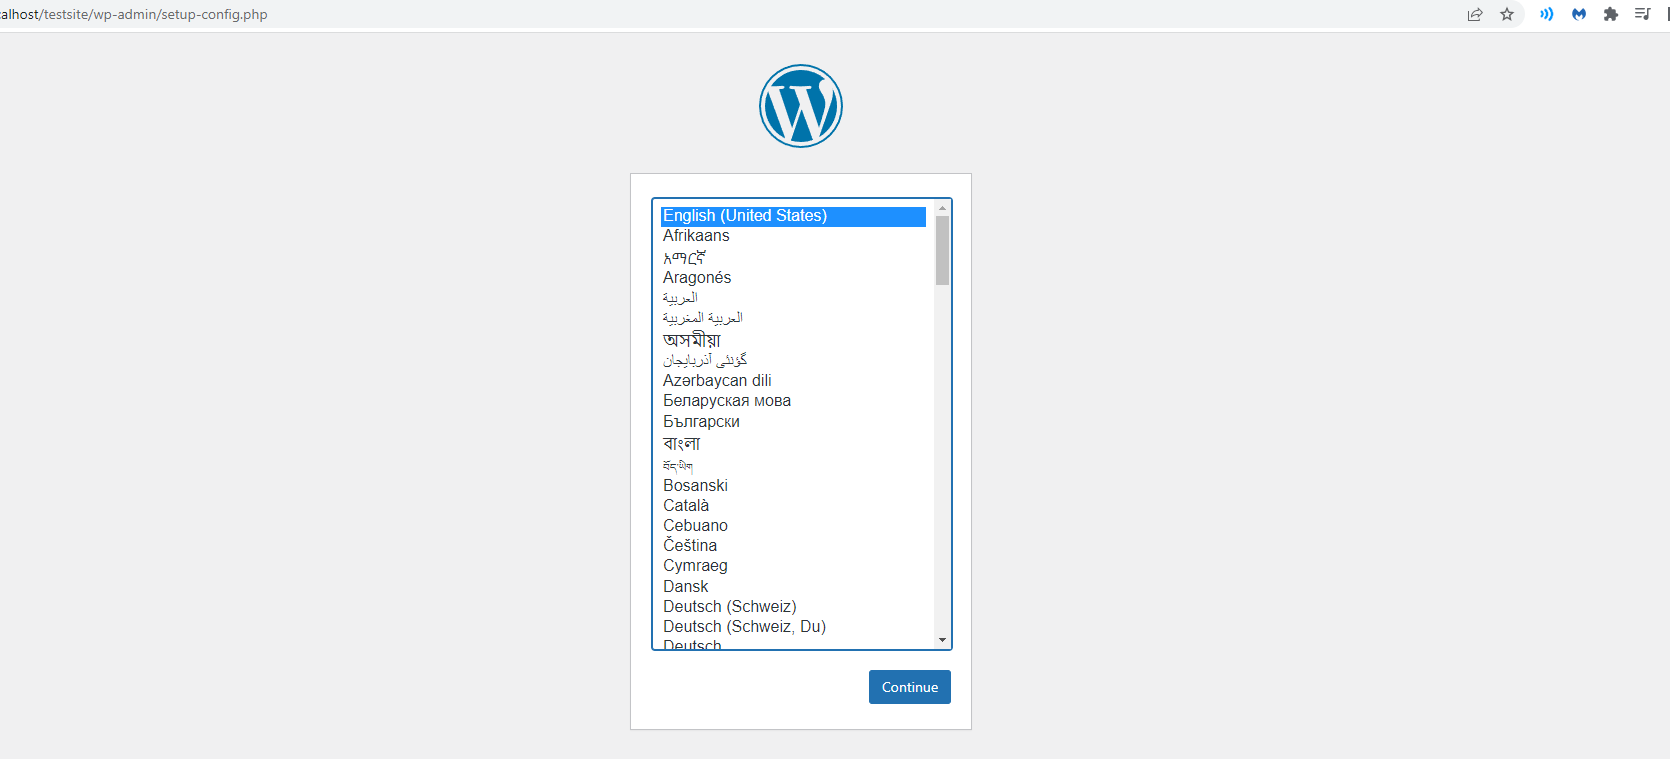 alhost/testsite/wp-admin/setup-config.php
English (United States)
Afrikaans
አማርኛ
Aragonés
العربية
العربية المغربية
অসমীয়া
گؤنئی آذربایجان
Azərbaycan dili
Беларуская мова
Български
বাংলা
བོད་ཡིག
Bosanski
Català
Cebuano
Čeština
Cymraeg
Dansk
Deutsch (Schweiz)
Deutsch (Schweiz, Du)
Deutsch
Continue